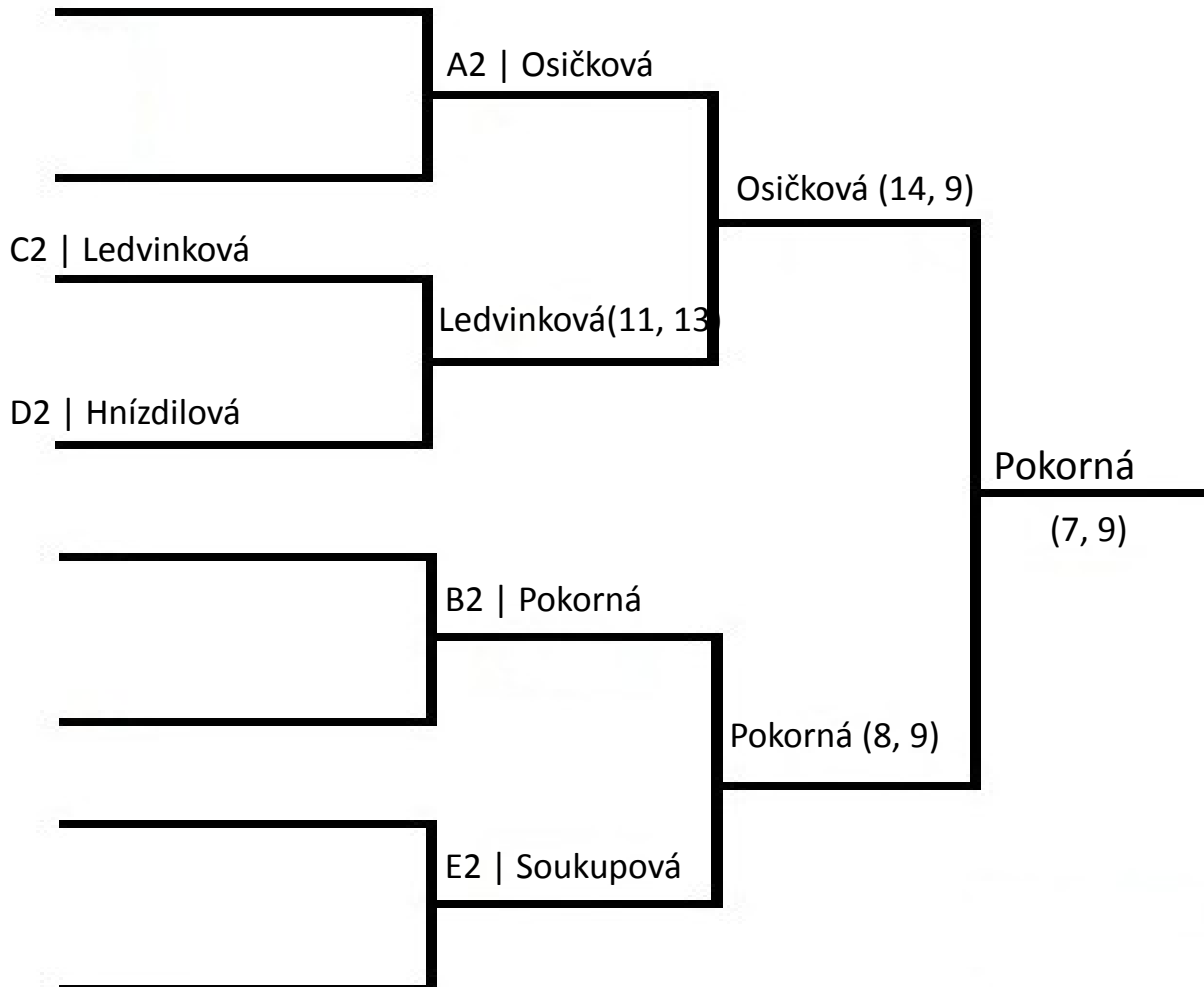 A2 | Osičková
Osičková (14, 9)
C2 | Ledvinková
Ledvinková(11, 13)
D2 | Hnízdilová
Pokorná
(7, 9)
B2 | Pokorná
Pokorná (8, 9)
E2 | Soukupová